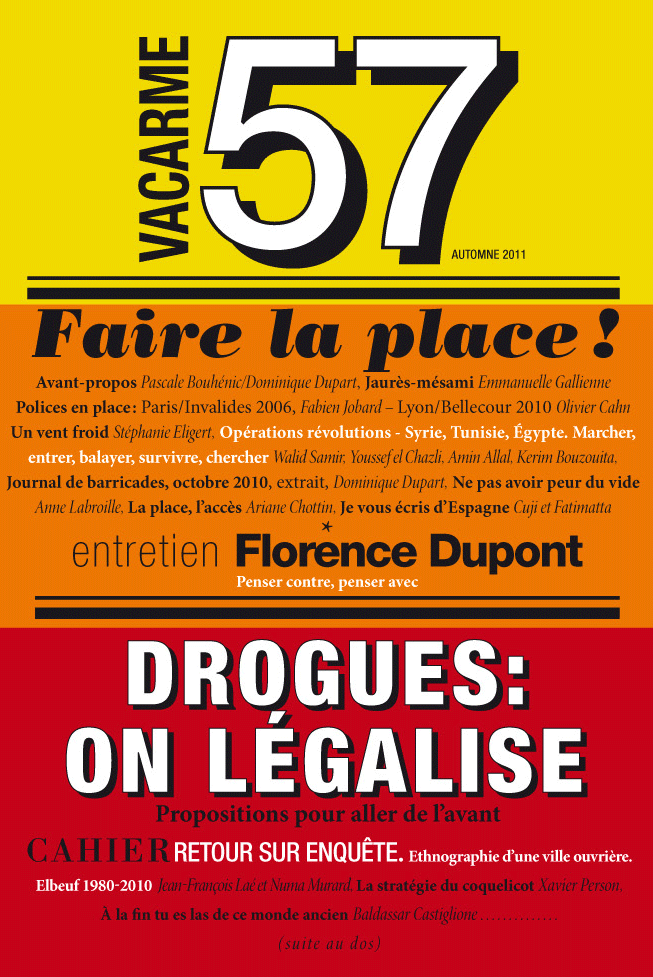 VACARME
57
AUTOMNE 2011
Faire la place !
Avant-propos Pascale Bouhénic/Dominique Dupart, Jaurès-mésami Emmanuelle Gallienne
Polices en place : Paris/Invalides 2006, Fabien Jobard – Lyon/Bellecour 2010 Olivier Cahn
Un vent froid Stéphanie Eligert, Opérations révolutions - Syrie, Tunisie, Égypte. Marcher,
entrer, balayer, survivre, chercher Walid Samir, Youssef el Chazli, Amin Allal, Kerim Bouzouita,
Journal de barricades, octobre 2010, extrait, Dominique Dupart, Ne pas avoir peur du vide
Anne Labroille, La place, l'accès Ariane Chottin, Je vous écris d'Espagne Cuji et Fatimatta
*
entretien Florence Dupont
Penser contre, penser avec
DROGUES:
ON LÉGALISE
Propositions pour aller de l'avant
CAHIER RETOUR SUR ENQUÊTE. Ethnographie d'une ville ouvrière.
Elbeuf 1980-2010 Jean-François Laé et Numa Murard, La stratégie du coquelicot Xavier Person
À la fin tu es las de ce monde ancien Baldassar Castiglione . . . . . . . . . . . . . .
(suite au dos)